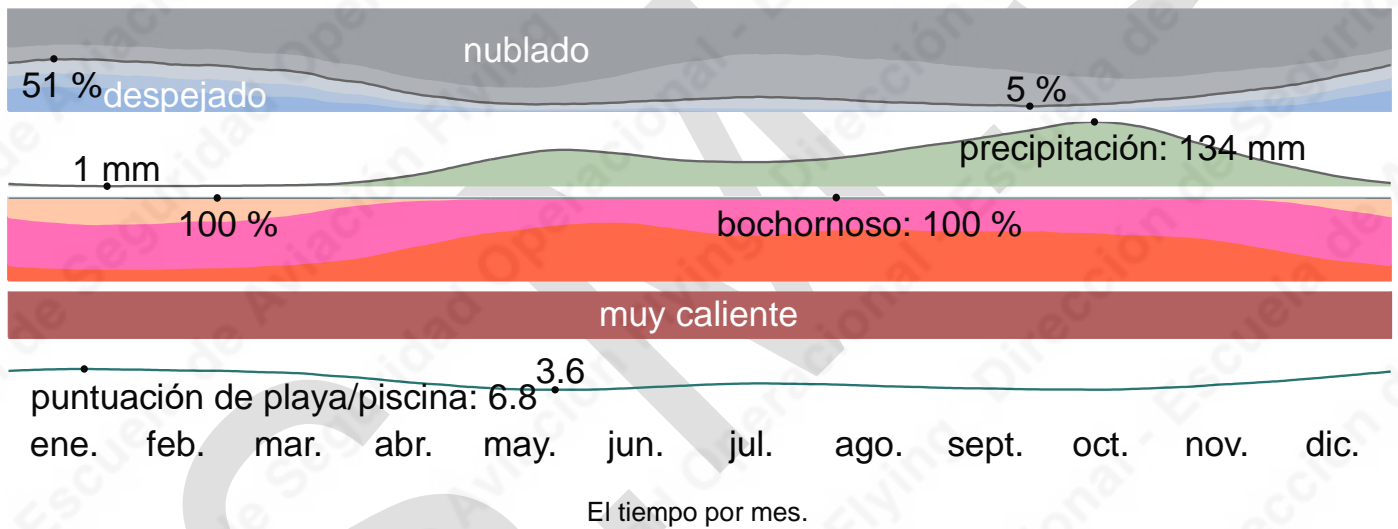 nublado
51 %
despejado
5 %
1 mm
precipitación: 134 mm
100 %
bochornoso: 100 %
muy caliente
puntuación de playa/piscina: 6.8
3.6
ene. feb. mar. abr. may. jun. jul. ago. sept. oct. nov. dic.
El tiempo por mes.